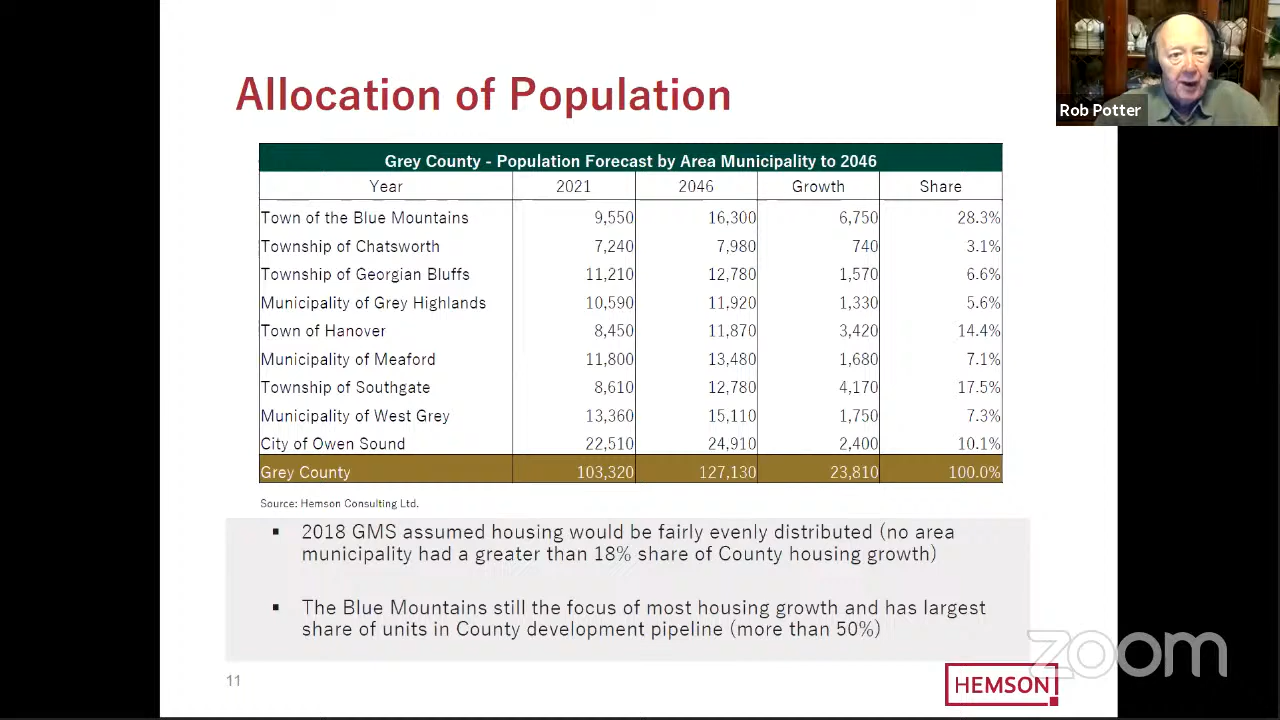 Allocation of Population
Rob Potter
Grey County - Population Forecast by Area Municipality to 2046
Year 2021 2046 Growth Share
Town of the Blue Mountains 9,550 16,300 6,750 28.3%
Township of Chatsworth 7,240 7,980 740 3.1%
Township of Georgian Bluffs 11,210 12,780 1,570 6.6%
Municipality of Grey Highlands 10,590 11,920 1,330 5.6%
Town of Hanover 8,450 11,870 3,420 14.4%
Municipality of Meaford 11,800 13,480 1,680 7.1%
Township of Southgate 8,610 12,780 4,170 17.5%
Municipality of West Grey 13,360 15,110 1,750 7.3%
City of Owen Sound 22,510 24,910 2,400 10.1%
Grey County 103,320 127,130 23,810 100.0%
Source: Hemson Consulting Ltd.
▪ 2018 GMS assumed housing would be fairly evenly distributed (no area
municipality had a greater than 18% share of County housing growth)
▪ The Blue Mountains still the focus of most housing growth and has largest
share of units in County development pipeline (more than 50%)
zoom
11
HEMSON